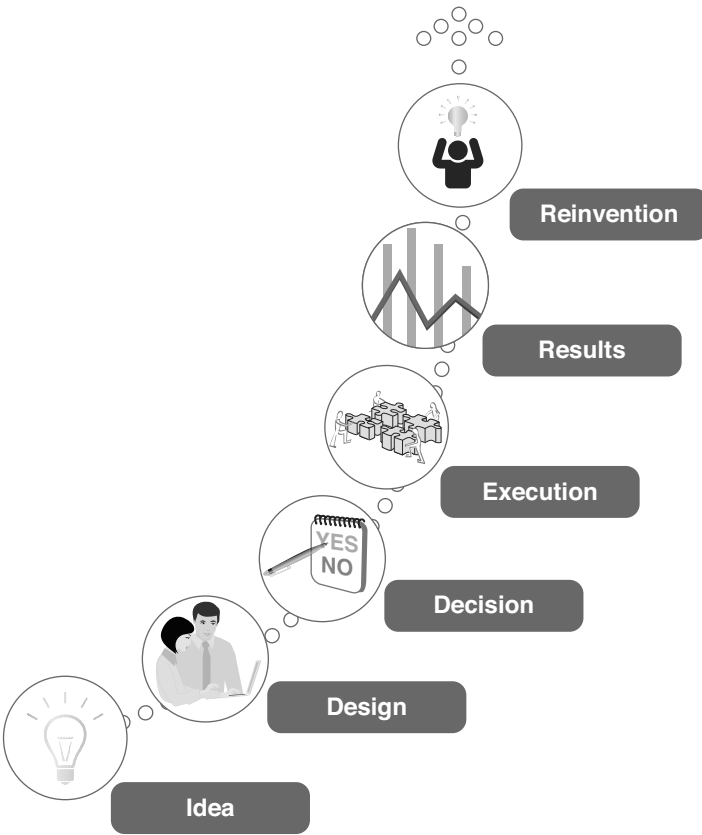 Reinvention
Results
Execution
YES
NO
Decision
Design
Idea